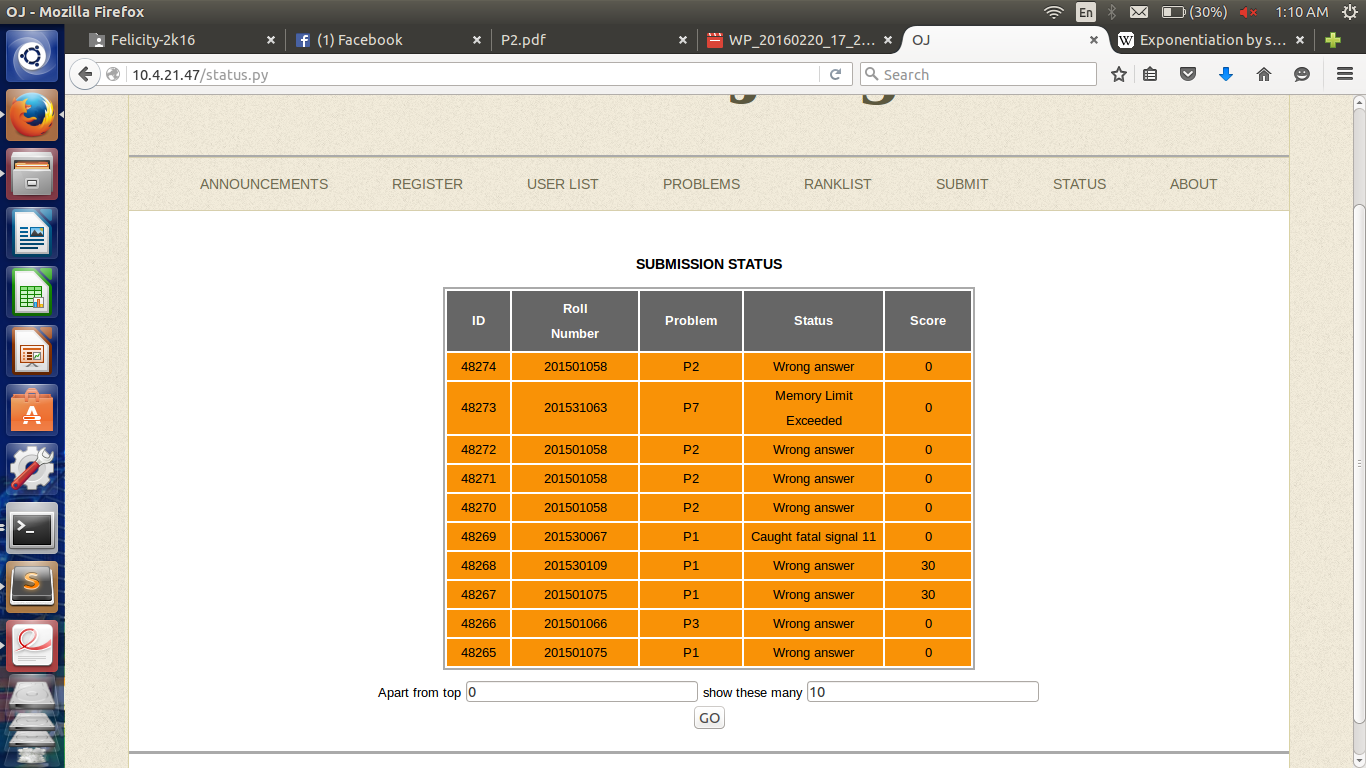 OJ - Mozilla Firefox
En (30%) 1:10 AM
Felicity-2k16 × (1) Facebook × P2.pdf × WP_20160220_17_2... × OJ × Exponentiation by s... ×
10.4.21.47/status.py Search
ANNOUNCEMENTS REGISTER USER LIST PROBLEMS RANKLIST SUBMIT STATUS ABOUT
SUBMISSION STATUS
ID Roll Number Problem Status Score
48274 201501058 P2 Wrong answer 0
48273 201531063 P7 Memory Limit Exceeded 0
48272 201501058 P2 Wrong answer 0
48271 201501058 P2 Wrong answer 0
48270 201501058 P2 Wrong answer 0
48269 201530067 P1 Caught fatal signal 11 0
48268 201530109 P1 Wrong answer 30
48267 201501075 P1 Wrong answer 30
48266 201501066 P3 Wrong answer 0
48265 201501075 P1 Wrong answer 0
Apart from top 0 show these many 10
GO